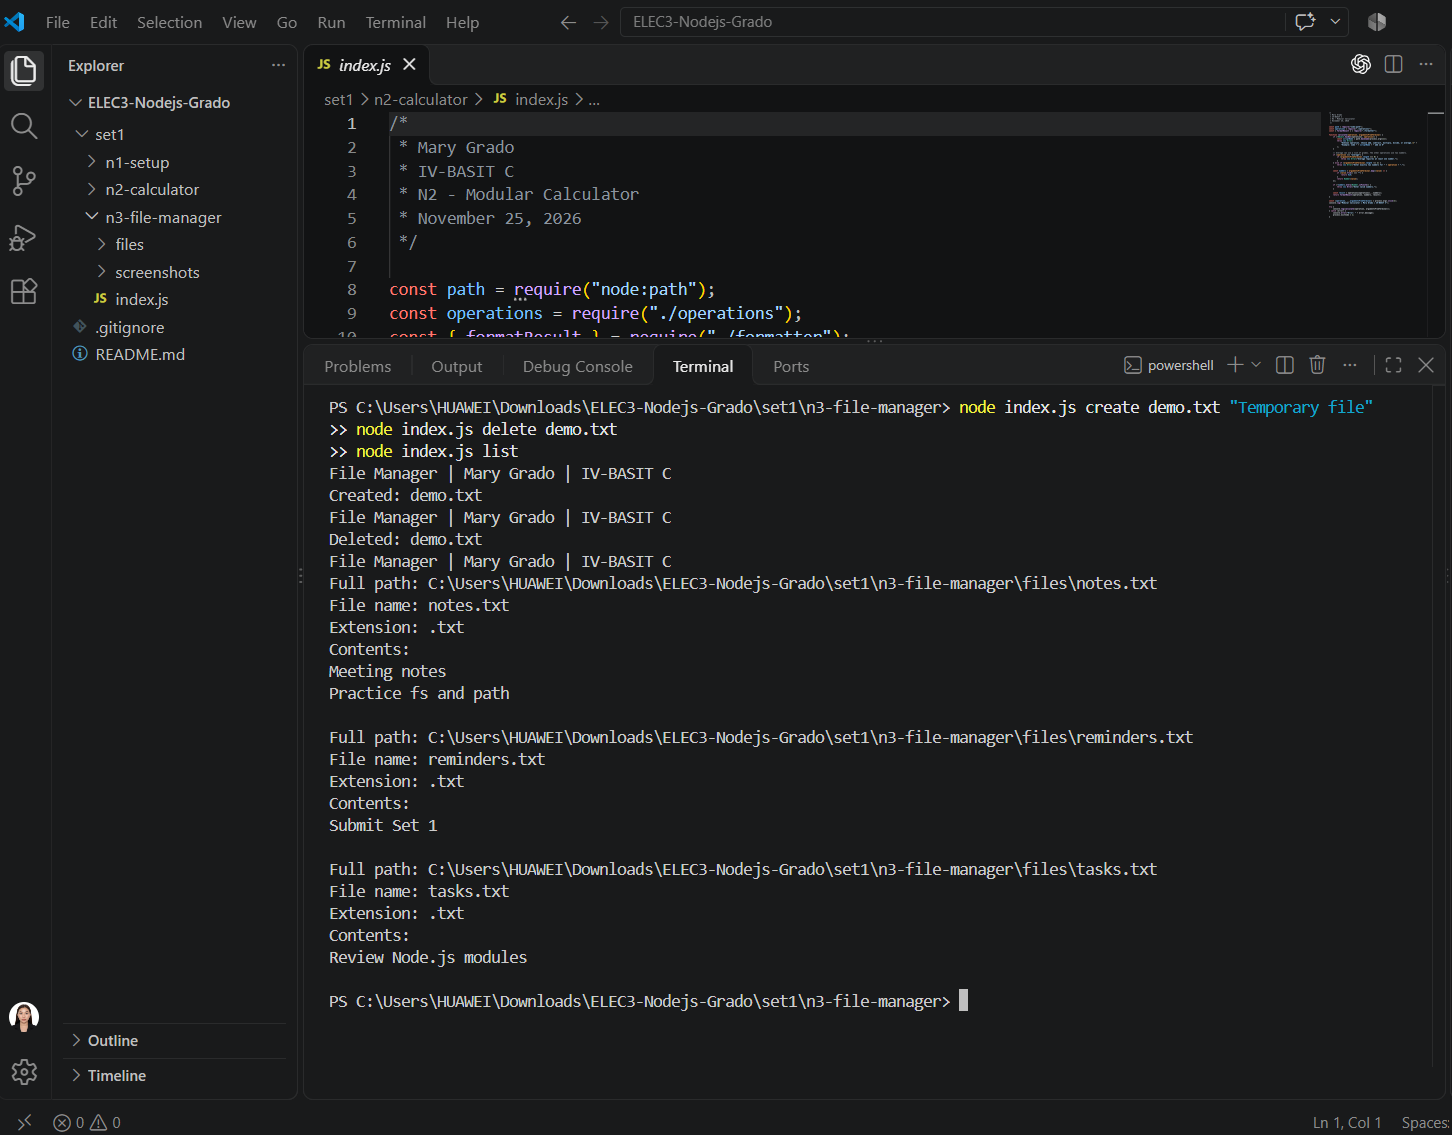 File Edit Selection View Go Run Terminal Help
ELEC3-Nodejs-Grado
Explorer
ELEC3-Nodejs-Grado
set1
n1-setup
n2-calculator
n3-file-manager
files
screenshots
JS index.js
.gitignore
README.md
Outline
Timeline
JS index.js
set1 > n2-calculator > JS index.js > ...
1 /*
2 * Mary Grado
3 * IV-BASIT C
4 * N2 - Modular Calculator
5 * November 25, 2026
6 */
7
8 const path = require("node:path");
9 const operations = require("./operations");
10 const { formatResult } = require("./formatter");
Problems Output Debug Console Terminal Ports
powershell
PS C:\Users\HUAWEI\Downloads\ELEC3-Nodejs-Grado\set1\n3-file-manager> node index.js create demo.txt "Temporary file"
>> node index.js delete demo.txt
>> node index.js list
File Manager | Mary Grado | IV-BASIT C
Created: demo.txt
File Manager | Mary Grado | IV-BASIT C
Deleted: demo.txt
File Manager | Mary Grado | IV-BASIT C
Full path: C:\Users\HUAWEI\Downloads\ELEC3-Nodejs-Grado\set1\n3-file-manager\files\notes.txt
File name: notes.txt
Extension: .txt
Contents:
Meeting notes
Practice fs and path
Full path: C:\Users\HUAWEI\Downloads\ELEC3-Nodejs-Grado\set1\n3-file-manager\files\reminders.txt
File name: reminders.txt
Extension: .txt
Contents:
Submit Set 1
Full path: C:\Users\HUAWEI\Downloads\ELEC3-Nodejs-Grado\set1\n3-file-manager\files\tasks.txt
File name: tasks.txt
Extension: .txt
Contents:
Review Node.js modules
PS C:\Users\HUAWEI\Downloads\ELEC3-Nodejs-Grado\set1\n3-file-manager>
0 0
Ln 1, Col 1 Spaces: